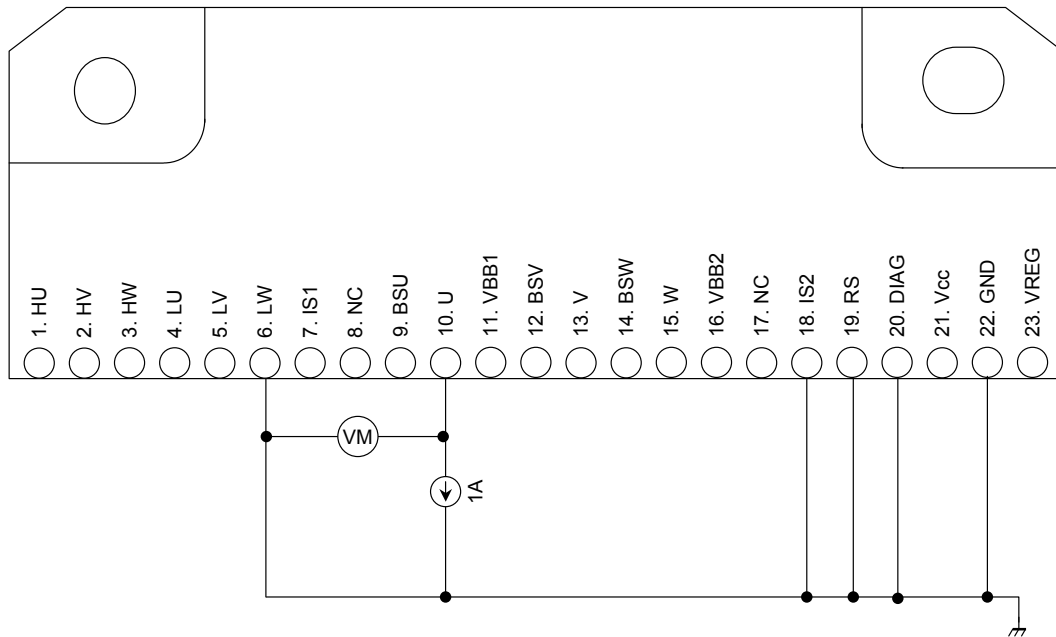 1. HU
2. HV
3. HW
4. LU
5. LV
6. LW
7. IS1
8. NC
9. BSU
10. U
11. VBB1
12. BSV
13. V
14. BSW
15. W
16. VBB2
17. NC
18. IS2
19. RS
20. DIAG
21. Vcc
22. GND
23. VREG
VM
1A